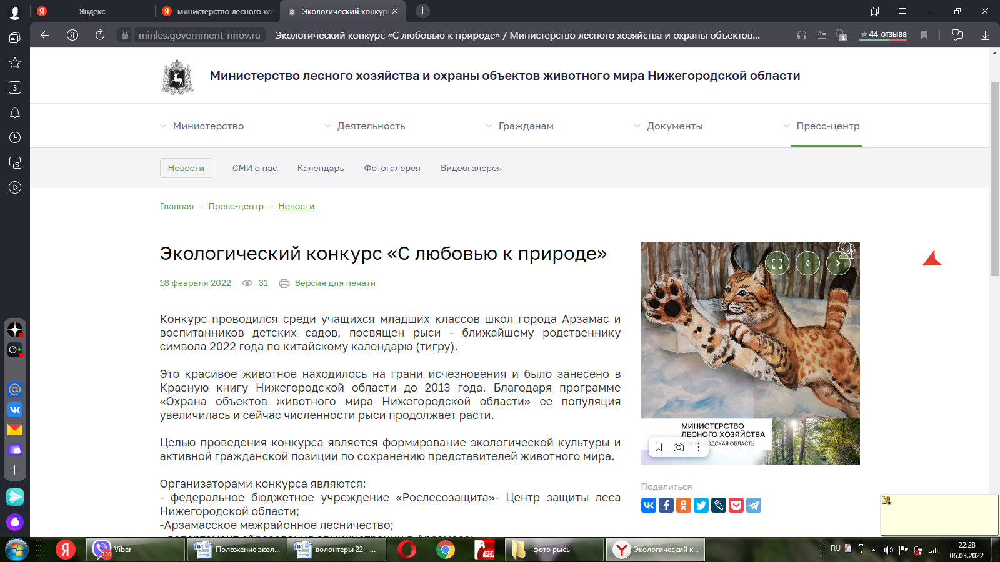 Яндекс
министерство лесного хоз
Экологический конкурс
minles.government-nnov.ru
Экологический конкурс «С любовью к природе» / Министерство лесного хозяйства и охраны объектов...
1
★44 отзыва
3
Министерство лесного хозяйства и охраны объектов животного мира Нижегородской области
Министерство
Деятельность
Гражданам
Документы
Пресс-центр
Новости
СМИ о нас
Календарь
Фотогалерея
Видеогалерея
Главная → Пресс-центр → Новости
Экологический конкурс «С любовью к природе»
18 февраля 2022
31
Версия для печати
Конкурс проводился среди учащихся младших классов школ города Арзамас и
воспитанников детских садов, посвящен рыси - ближайшему родственнику
символа 2022 года по китайскому календарю (тигру).
Это красивое животное находилось на грани исчезновения и было занесено в
Красную книгу Нижегородской области до 2013 года. Благодаря программе
«Охрана объектов животного мира Нижегородской области» ее популяция
увеличилась и сейчас численности рыси продолжает расти.
Целью проведения конкурса является формирование экологической культуры и
активной гражданской позиции по сохранению представителей животного мира.
Организаторами конкурса являются:
- федеральное бюджетное учреждение «Рослесозащита»- Центр защиты леса
Нижегородской области;
-Арзамасское межрайонное лесничество;
МИНИСТЕРСТВО
ЛЕСНОГО ХОЗЯЙСТВА
ОДСКАЯ ОБЛАСТЬ
Поделиться
120
Viber
Положение экол...
волонтеры 22 - ...
PDF
фото рысь
Экологический к...
RU
22:28
06.03.2022